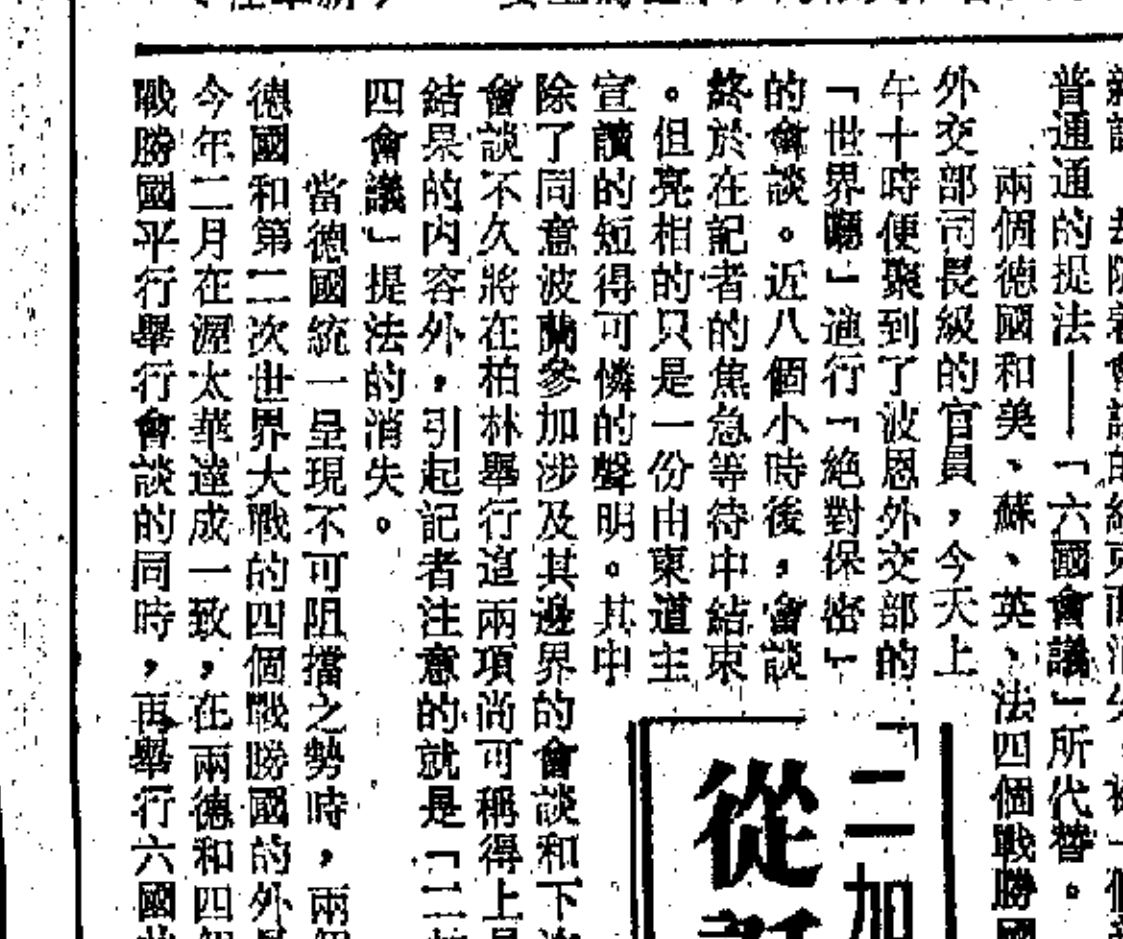 普通通的提法——「六國會議」所代替。
兩個德國和美、蘇、英、法四個戰勝國
外交部司長級的官員，今天上
午十時便聚到了波恩外交部的
「世界廳」進行「絕對保密」
的會談。近八個小時後，會談
終於在記者的焦急等待中結束
。但亮相的只是一份由東道主
宣讀的短得可憐的聲明。其中
除了同意波蘭參加涉及其邊界的會談和下
會談不久將在柏林舉行這兩項尚可稱得上
結果的內容外，引起記者注意的就是「二
四會議」提法的消失。
當德國統一呈現不可阻擋之勢時，兩
德國和第二次世界大戰的四個戰勝國的外
今年二月在渥太華達成一致，在兩德和四
戰勝國平行舉行會談的同時，再舉行六國
二加
從